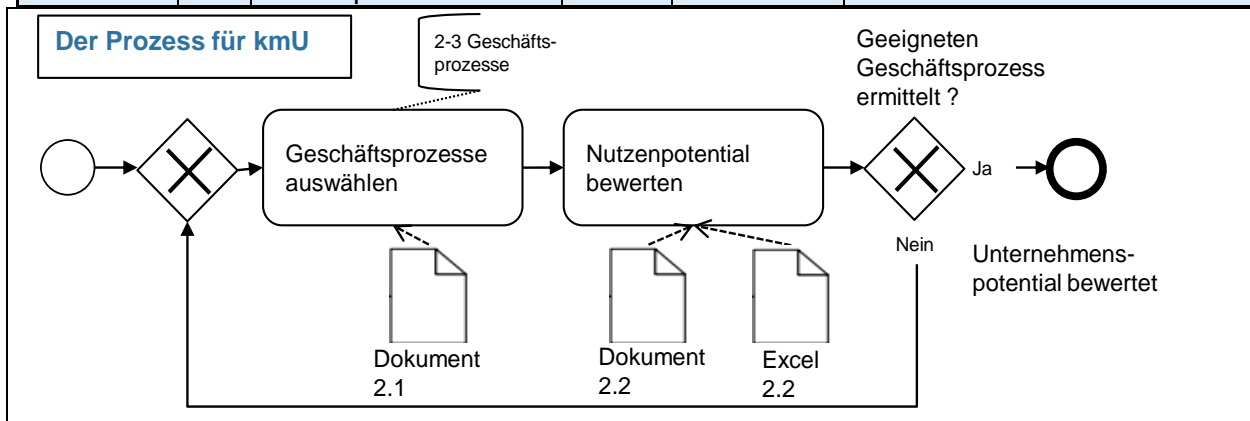 Der Prozess für kmU
2-3 Geschäfts-
prozesse
Geeigneten
Geschäftsprozess
ermittelt ?
Geschäftsprozesse
auswählen
Nutzenpotential
bewerten
Ja
Nein
Unternehmens-
potential bewertet
Dokument
2.1
Dokument
2.2
Excel
2.2